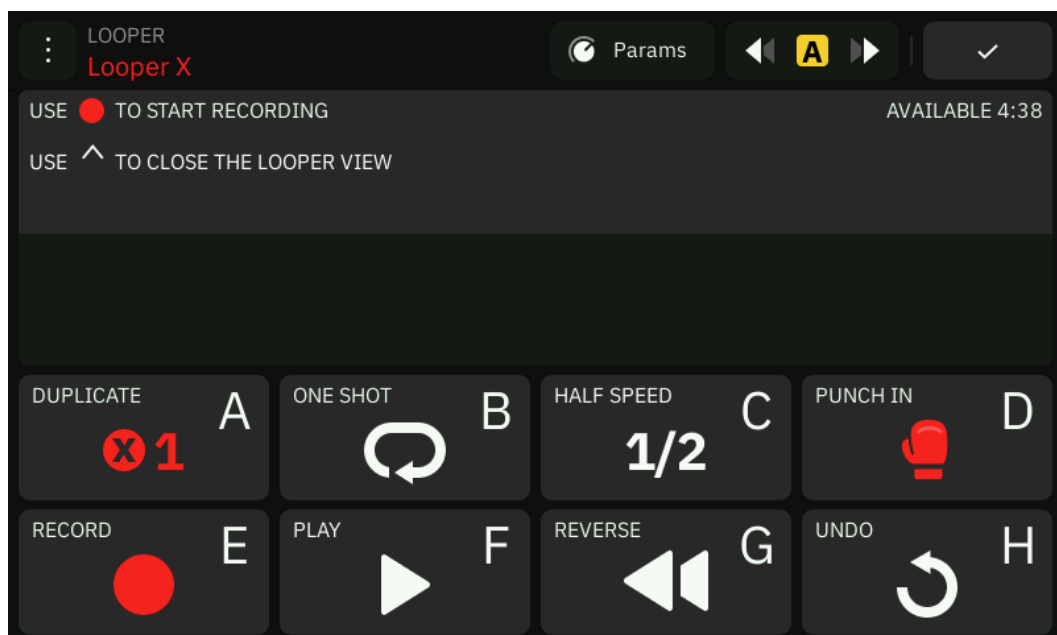 LOOPER
Looper X
Params
A
USE TO START RECORDING
AVAILABLE 4:38
USE ^ TO CLOSE THE LOOPER VIEW
DUPLICATE A
X 1
ONE SHOT B
HALF SPEED C
1/2
PUNCH IN D
RECORD E
PLAY F
REVERSE G
UNDO H